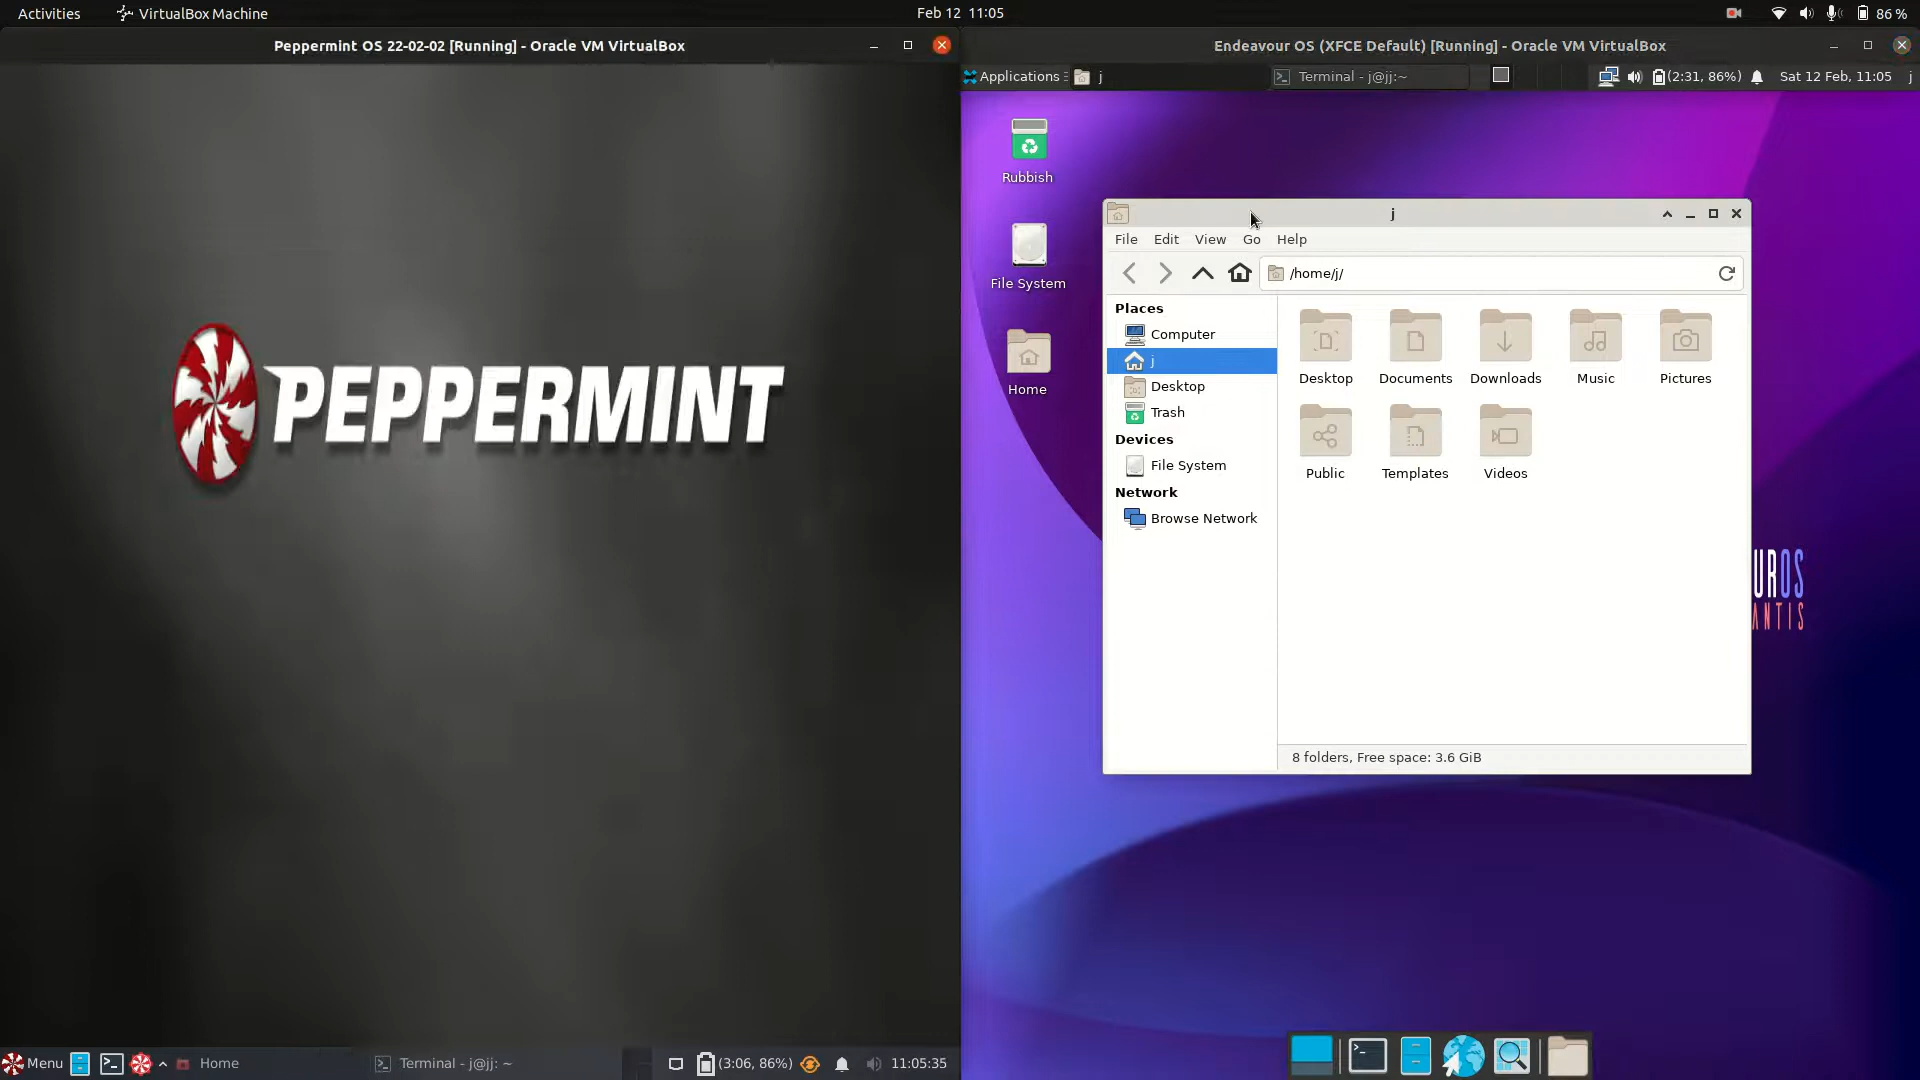 Activities
VirtualBox Machine
Feb 12 11:05
86 %
Peppermint OS 22-02-02 [Running] - Oracle VM VirtualBox
PEPPERMINT
Menu
Home
Terminal - j@jj: ~
(3:06, 86%)
11:05:35
Endeavour OS (XFCE Default) [Running] - Oracle VM VirtualBox
Applications
j
Terminal - j@jj:~
(2:31, 86%)
Sat 12 Feb, 11:05
j
Rubbish
File System
Home
j
File
Edit
View
Go
Help
/home/j/
Places
Computer
j
Desktop
Trash
Devices
File System
Network
Browse Network
Desktop
Documents
Downloads
Music
Pictures
Public
Templates
Videos
8 folders, Free space: 3.6 GiB
UROS
ANTIS